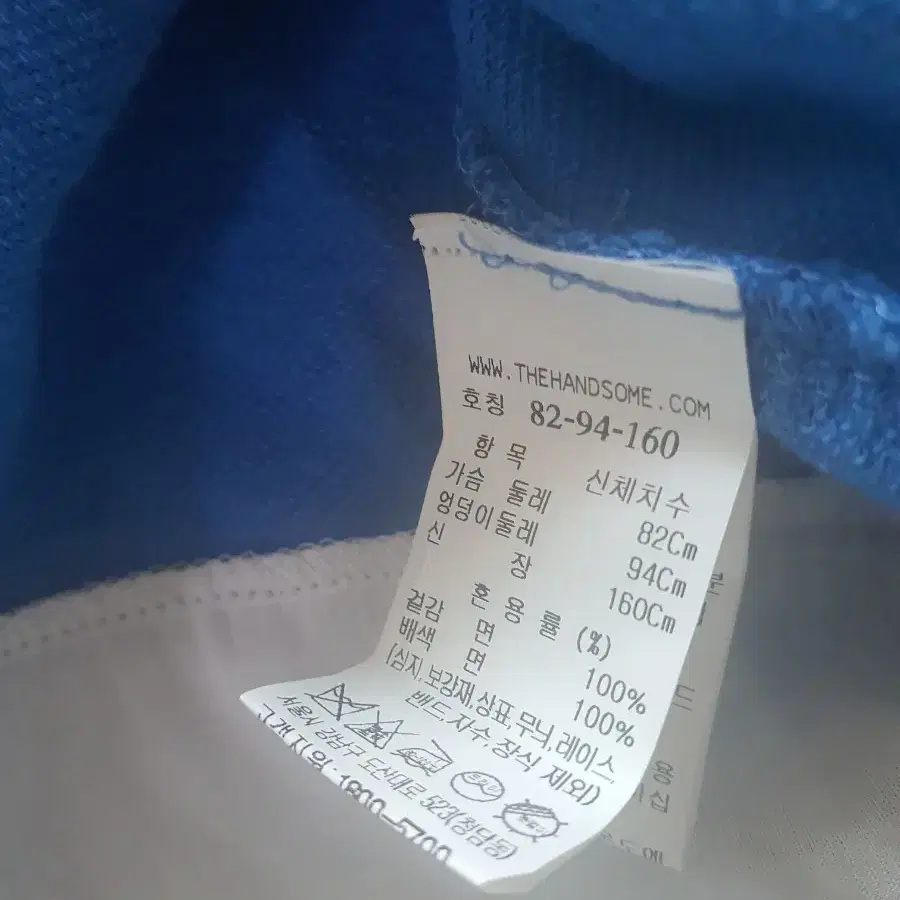 WWW.THEHANDSOME.COM
호칭 82-94-160
항 목 신체치수
가슴 둘레 82Cm
엉덩이둘레 94Cm
신 장 160Cm
혼 용 률 (%)
겉감 면 100%
배색 면 100%
(심지,보강재,상표,무늬,레이스,
밴드,자수,장식 제외)
서울시 강남구 도산대로 523(청담동)
1800-5700